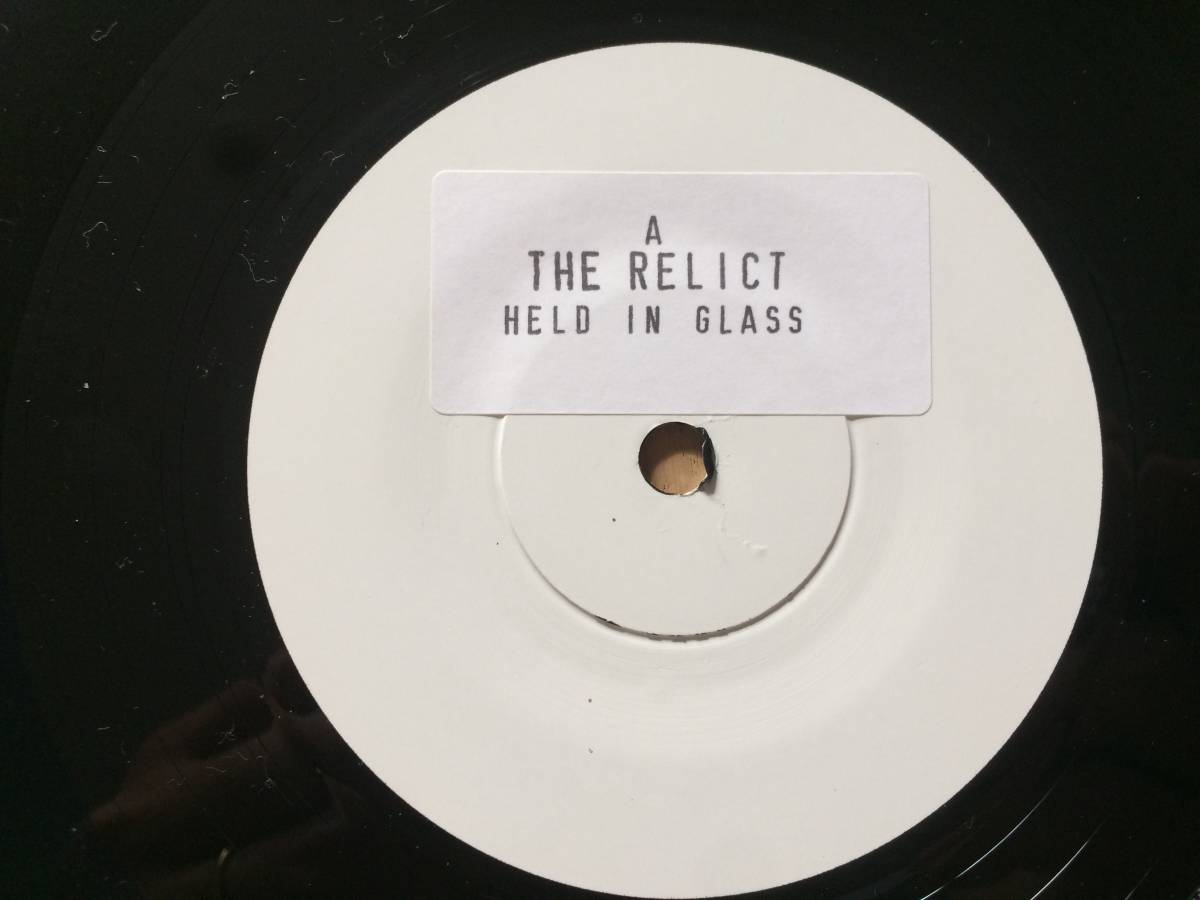 A
THE RELICT
HELD IN GLASS